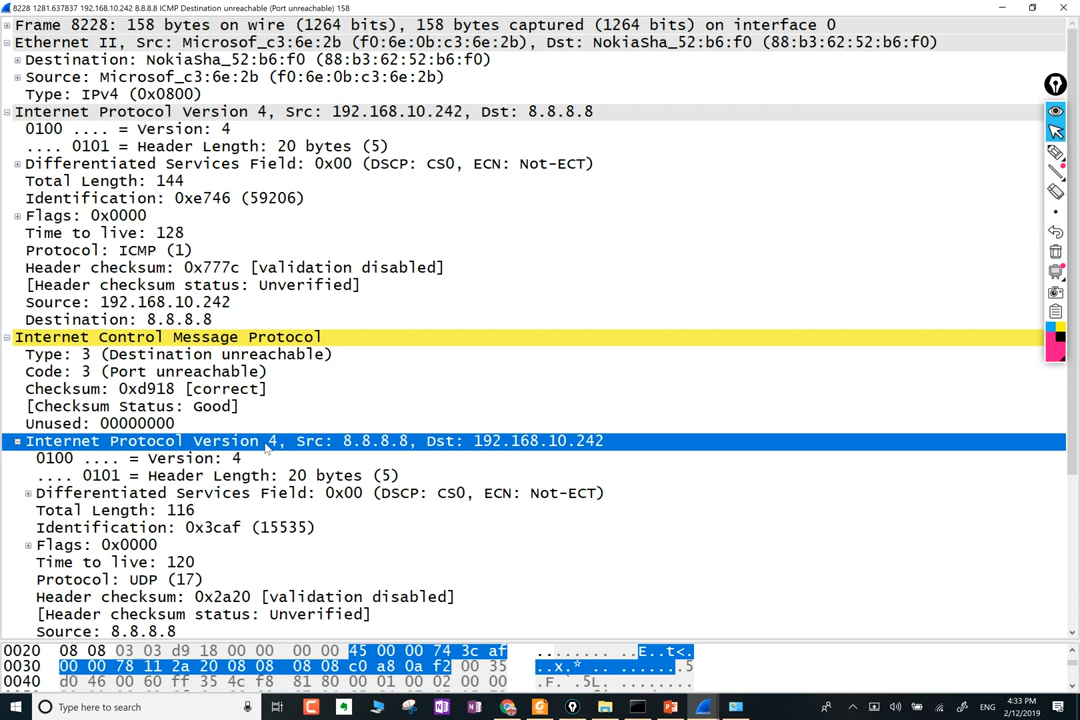 8228 1281.637837 192.168.10.242 8.8.8.8 ICMP Destination unreachable (Port unreachable) 158
Frame 8228: 158 bytes on wire (1264 bits), 158 bytes captured (1264 bits) on interface 0
Ethernet II, Src: Microsof_c3:6e:2b (f0:6e:0b:c3:6e:2b), Dst: NokiaSha_52:b6:f0 (88:b3:62:52:b6:f0)
Destination: NokiaSha_52:b6:f0 (88:b3:62:52:b6:f0)
Source: Microsof_c3:6e:2b (f0:6e:0b:c3:6e:2b)
Type: IPv4 (0x0800)
Internet Protocol Version 4, Src: 192.168.10.242, Dst: 8.8.8.8
0100 .... = Version: 4
.... 0101 = Header Length: 20 bytes (5)
Differentiated Services Field: 0x00 (DSCP: CS0, ECN: Not-ECT)
Total Length: 144
Identification: 0xe746 (59206)
Flags: 0x0000
Time to live: 128
Protocol: ICMP (1)
Header checksum: 0x777c [validation disabled]
[Header checksum status: Unverified]
Source: 192.168.10.242
Destination: 8.8.8.8
Internet Control Message Protocol
Type: 3 (Destination unreachable)
Code: 3 (Port unreachable)
Checksum: 0xd918 [correct]
[Checksum Status: Good]
Unused: 00000000
Internet Protocol Version 4, Src: 8.8.8.8, Dst: 192.168.10.242
0100 .... = Version: 4
.... 0101 = Header Length: 20 bytes (5)
Differentiated Services Field: 0x00 (DSCP: CS0, ECN: Not-ECT)
Total Length: 116
Identification: 0x3caf (15535)
Flags: 0x0000
Time to live: 120
Protocol: UDP (17)
Header checksum: 0x2a20 [validation disabled]
[Header checksum status: Unverified]
Source: 8.8.8.8
0020 08 08 03 03 d9 18 00 00 00 00 45 00 00 74 3c af .. ........ E..t<.
0030 00 00 78 11 2a 20 08 08 08 08 c0 a8 0a f2 00 35 ..x.* .. ...... .5
0040 d0 46 00 60 ff 35 4c f8 81 80 00 01 00 02 00 00 .F.`.5L. ........
Type here to search
ENG
4:33 PM
2/12/2019